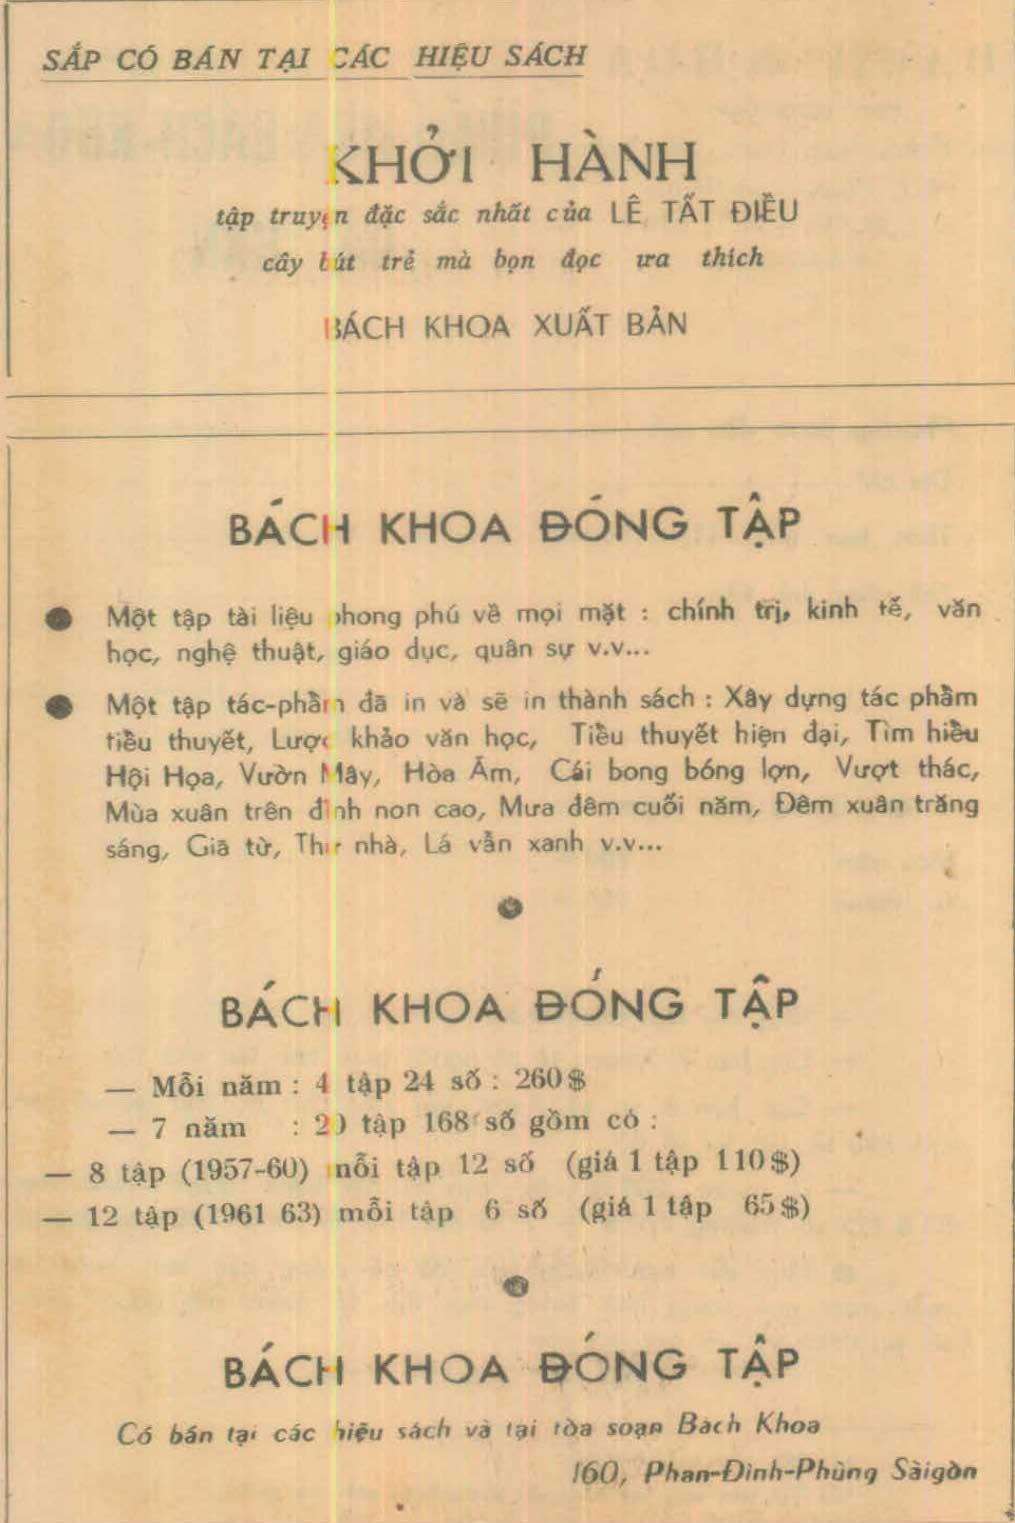 SẮP CÓ BÁN TẠI CÁC HIỆU SÁCH
KHỞI HÀNH
tập truyện đặc sắc nhất của LÊ TẤT ĐIỀU
cây bút trẻ mà bọn đọc ưa thích
BÁCH KHOA XUẤT BẢN
BÁCH KHOA ĐÓNG TẬP
● Một tập tài liệu phong phú về mọi mặt : chính trị, kinh tế, văn
học, nghệ thuật, giáo dục, quân sự v.v...
● Một tập tác-phẩm đã in và sẽ in thành sách : Xây dựng tác phẩm
tiểu thuyết, Lược khảo văn học, Tiểu thuyết hiện đại, Tìm hiểu
Hội Họa, Vườn Mây, Hòa Âm, Cái bong bóng lợn, Vượt thác,
Mùa xuân trên đỉnh non cao, Mưa đêm cuối năm, Đêm xuân trăng
sáng, Giã từ, Thư nhà, Lá vẫn xanh v.v...
BÁCH KHOA ĐÓNG TẬP
— Mỗi năm : 4 tập 24 số : 260$
— 7 năm : 20 tập 168 số gồm có :
— 8 tập (1957-60) mỗi tập 12 số (giá 1 tập 110$)
— 12 tập (1961 63) mỗi tập 6 số (giá 1 tập 65$)
BÁCH KHOA ĐÓNG TẬP
Có bán tại các hiệu sách và tại tòa soạn Bach Khoa
160, Phan-Đình-Phùng Sàigòn